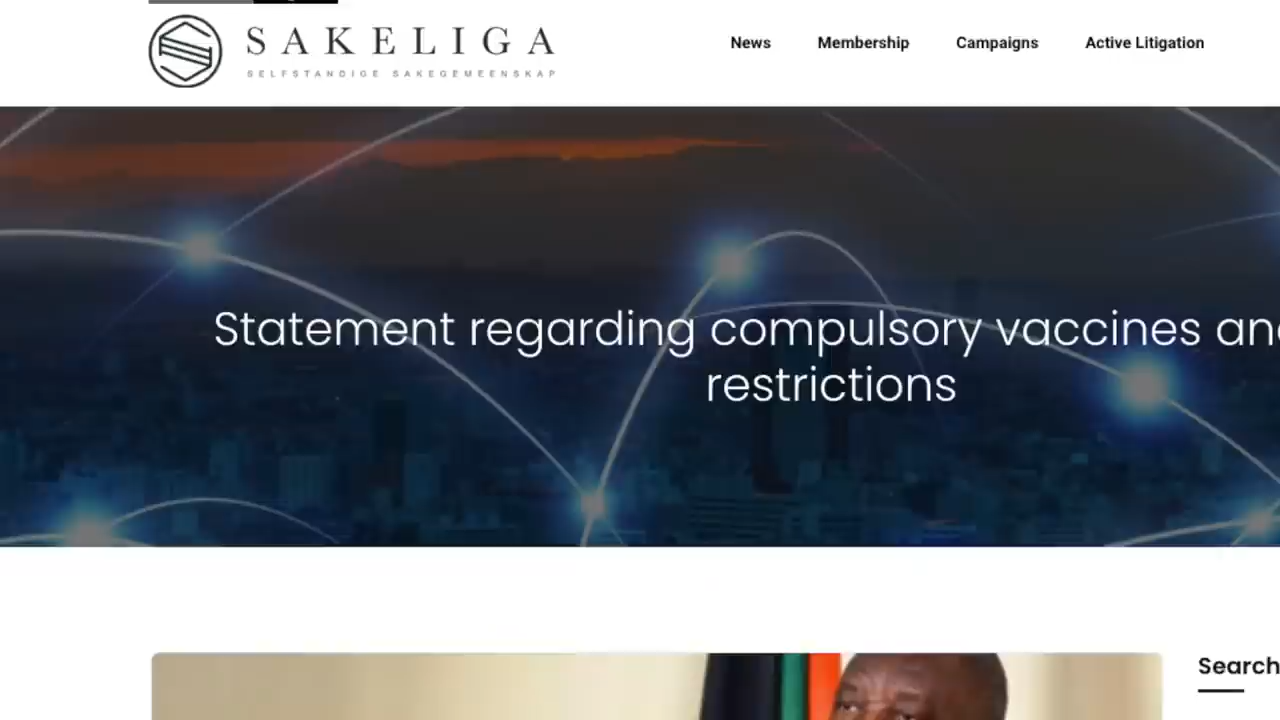 SAKELIGA
SELFSTANDIGE SAKEGEMEENSKAP
News
Membership
Campaigns
Active Litigation
Statement regarding compulsory vaccines an
restrictions
Search